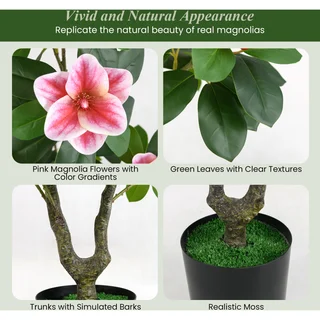 Vivid and Natural Appearance
Replicate the natural beauty of real magnolias
Pink Magnolia Flowers with
Color Gradients
Green Leaves with Clear Textures
Trunks with Simulated Barks
Realistic Moss